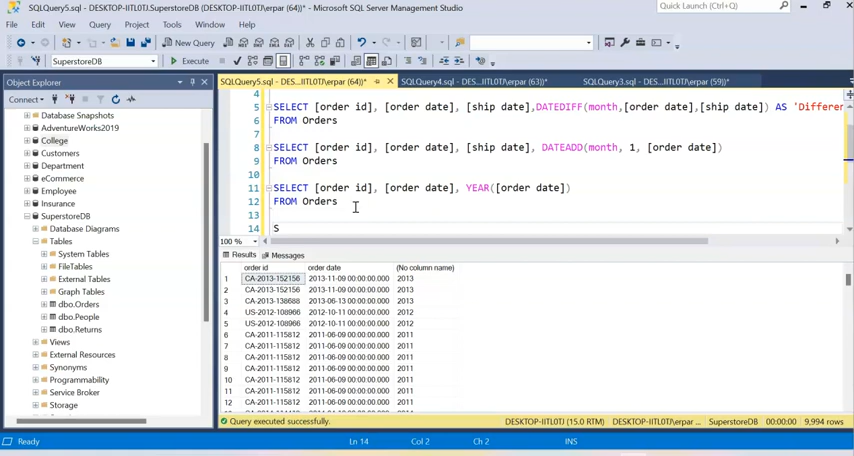 SQLQuery5.sql - DESKTOP-IITL0TJ.SuperstoreDB (DESKTOP-IITL0TJ\erpar (64))* - Microsoft SQL Server Management Studio
Quick Launch (Ctrl+Q)
File Edit View Query Project Tools Window Help
New Query
SuperstoreDB
Execute
Object Explorer
SQLQuery5.sql - DES...IITL0TJ\erpar (64))*
SQLQuery4.sql - DES...IITL0TJ\erpar (63))*
SQLQuery3.sql - DES...IITL0TJ\erpar (59))*
Connect
Database Snapshots
AdventureWorks2019
College
Customers
Department
eCommerce
Employee
Insurance
SuperstoreDB
Database Diagrams
Tables
System Tables
FileTables
External Tables
Graph Tables
dbo.Orders
dbo.People
dbo.Returns
Views
External Resources
Synonyms
Programmability
Service Broker
Storage
4
5 SELECT [order id], [order date], [ship date],DATEDIFF(month,[order date],[ship date]) AS 'Differen
6 FROM Orders
7
8 SELECT [order id], [order date], [ship date], DATEADD(month, 1, [order date])
9 FROM Orders
10
11 SELECT [order id], [order date], YEAR([order date])
12 FROM Orders
13
14 S
100 %
Results Messages
order id order date (No column name)
1 CA-2013-152156 2013-11-09 00:00:00.000 2013
2 CA-2013-152156 2013-11-09 00:00:00.000 2013
3 CA-2013-138688 2013-06-13 00:00:00.000 2013
4 US-2012-108966 2012-10-11 00:00:00.000 2012
5 US-2012-108966 2012-10-11 00:00:00.000 2012
6 CA-2011-115812 2011-06-09 00:00:00.000 2011
7 CA-2011-115812 2011-06-09 00:00:00.000 2011
8 CA-2011-115812 2011-06-09 00:00:00.000 2011
9 CA-2011-115812 2011-06-09 00:00:00.000 2011
10 CA-2011-115812 2011-06-09 00:00:00.000 2011
11 CA-2011-115812 2011-06-09 00:00:00.000 2011
12 CA-2011-115812 2011-06-09 00:00:00.000 2011
Query executed successfully.
DESKTOP-IITL0TJ (15.0 RTM) DESKTOP-IITL0TJ\erpar ... SuperstoreDB 00:00:00 9,994 rows
Ready Ln 14 Col 2 Ch 2 INS